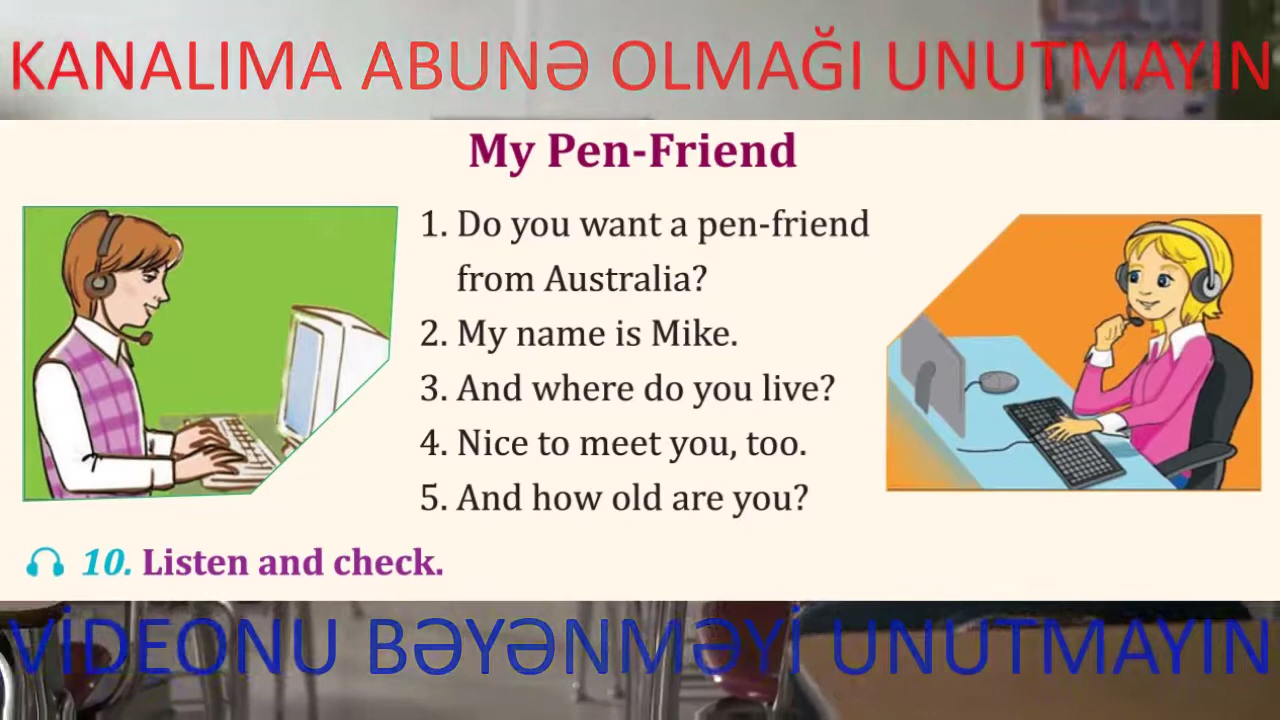 KANALIMA ABUNƏ OLMAĞI UNUTMAYIN
My Pen-Friend
1. Do you want a pen-friend
from Australia?
2. My name is Mike.
3. And where do you live?
4. Nice to meet you, too.
5. And how old are you?
10. Listen and check.
VİDEONU BƏYƏNMƏYİ UNUTMAYIN